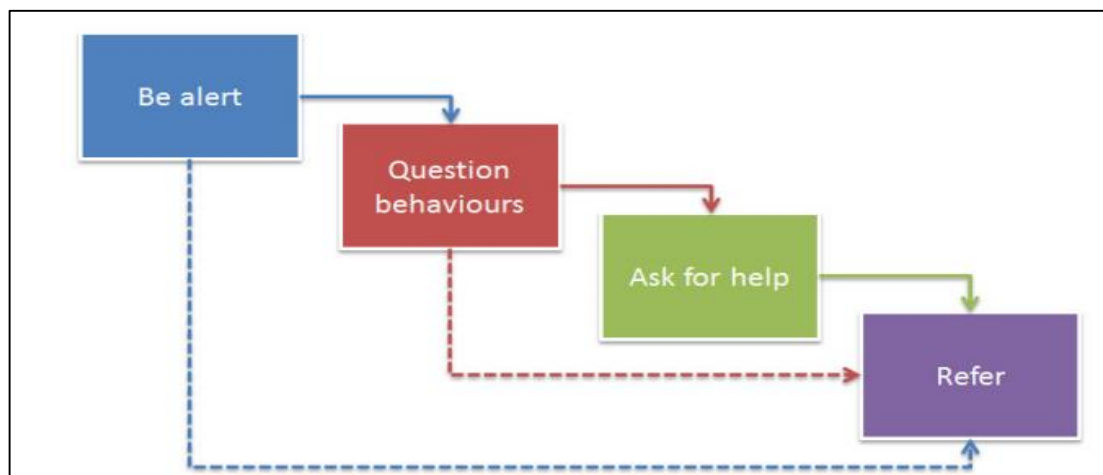 Be alert
Question
behaviours
Ask for help
Refer